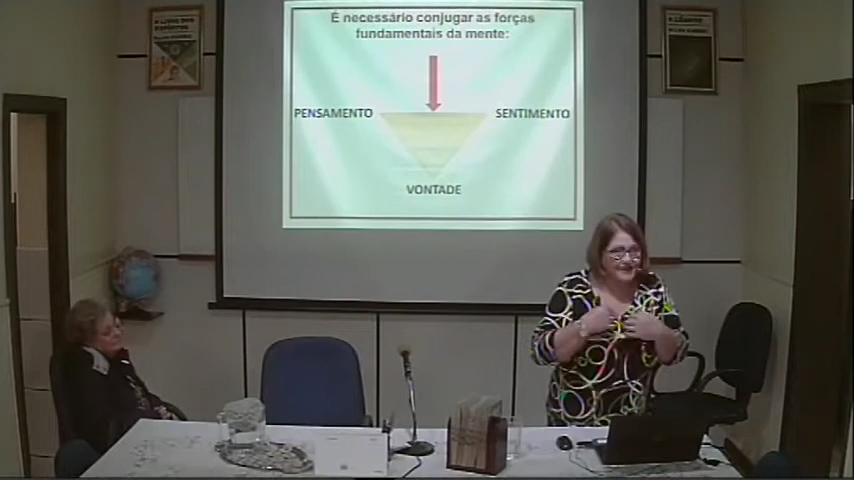 É necessário conjugar as forças
fundamentais da mente:
PENSAMENTO
SENTIMENTO
VONTADE